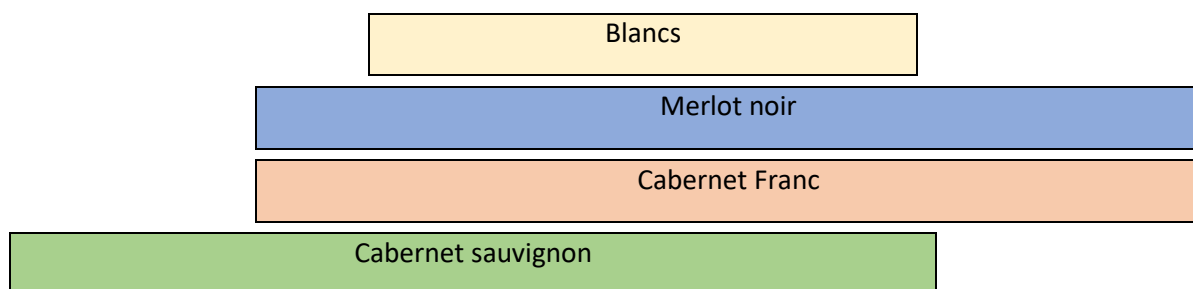 Blancs
Merlot noir
Cabernet Franc
Cabernet sauvignon